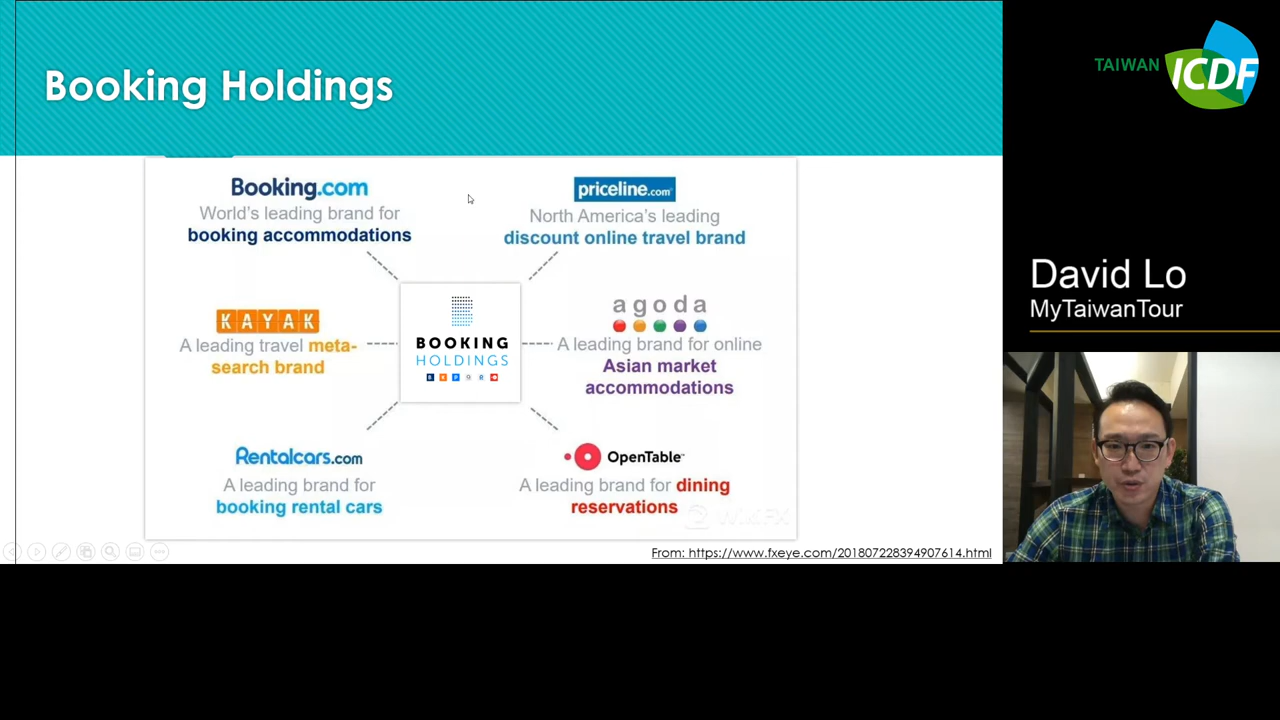 Booking Holdings
Booking.com
World's leading brand for
booking accommodations
priceline.com
North America's leading
discount online travel brand
KAYAK
A leading travel meta-
search brand
BOOKING
HOLDINGS
agoda
A leading brand for online
Asian market
accommodations
Rentalcars.com
A leading brand for
booking rental cars
OpenTable
A leading brand for dining
reservations
WikiFX
From: https://www.fxeye.com/201807228394907614.html
TAIWAN ICDF
David Lo
MyTaiwanTour